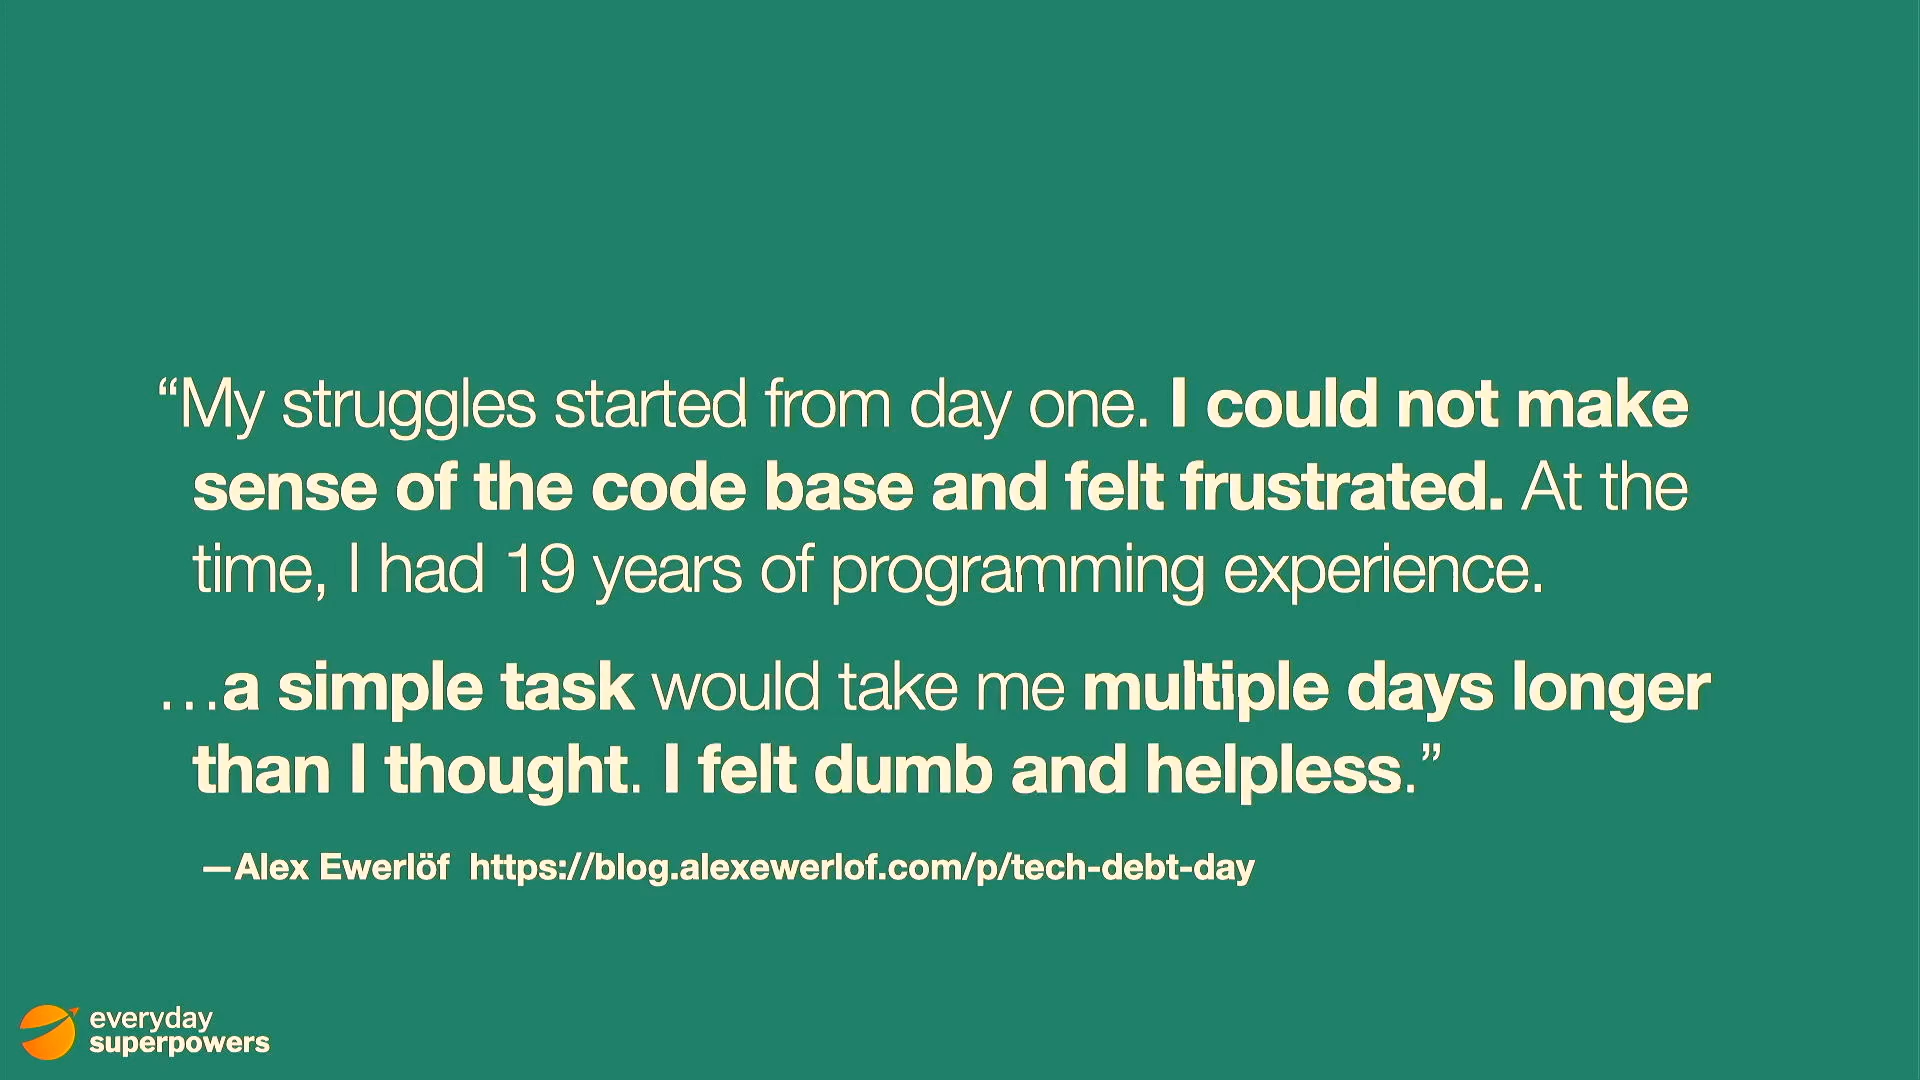 “My struggles started from day one. I could not make
sense of the code base and felt frustrated. At the
time, I had 19 years of programming experience.
…a simple task would take me multiple days longer
than I thought. I felt dumb and helpless.”
—Alex Ewerlöf  https://blog.alexewerlof.com/p/tech-debt-day
everyday
superpowers